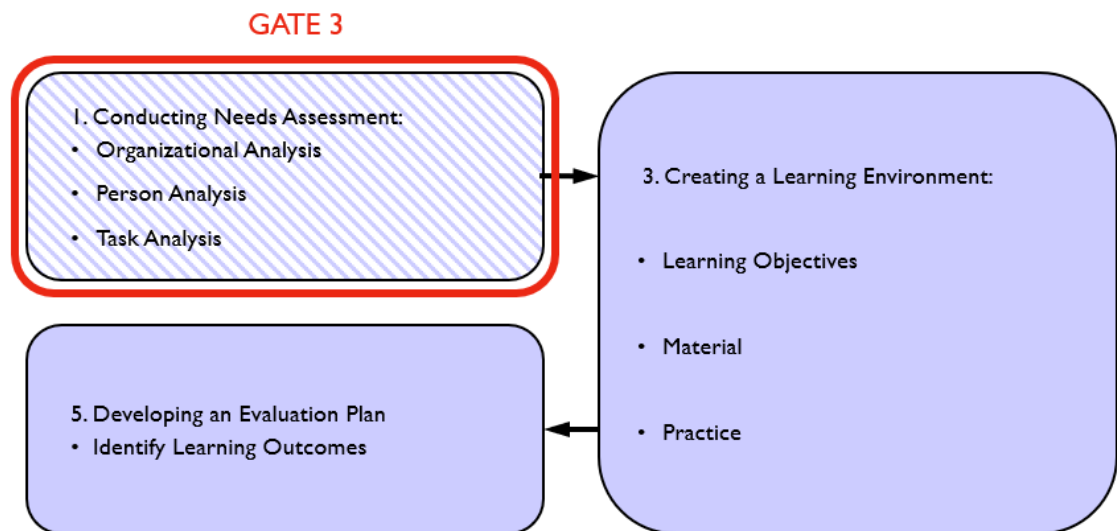 GATE 3
1. Conducting Needs Assessment:
• Organizational Analysis
• Person Analysis
• Task Analysis
3. Creating a Learning Environment:
• Learning Objectives
• Material
• Practice
5. Developing an Evaluation Plan
• Identify Learning Outcomes